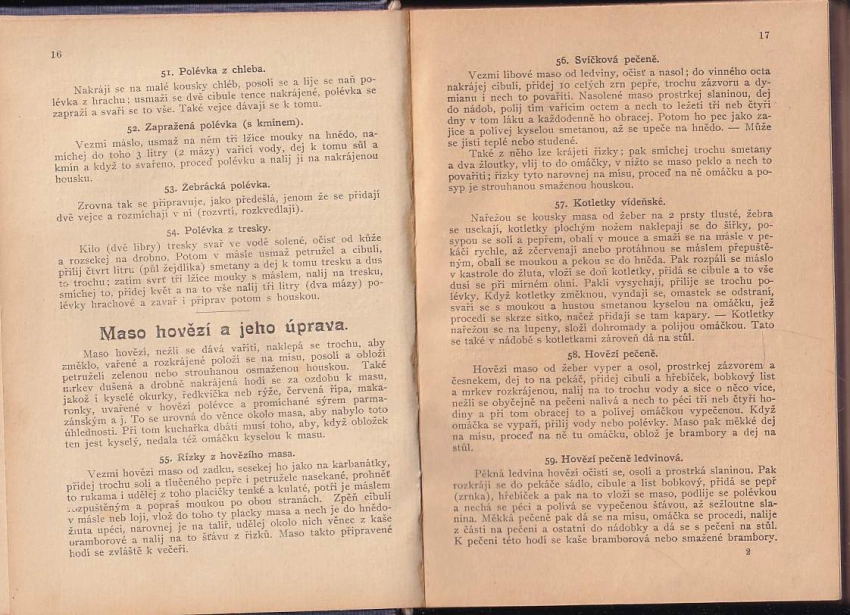 16
51. Polévka z chleba.
Nakrájí se na malé kousky chléb, posolí se a lije se naň po-
lévka z hrachu; usmaží se dvě cibule tence nakrájené, polévka se
zapraží a svaří se to vše. Také vejce dávají se k tomu.
52. Zapražená polévka (s kmínem).
Vezmi máslo, usmaž na něm tři lžíce mouky na hnědo, na-
míchej do toho 3 litry (2 mázy) vařicí vody, dej k tomu sůl a
kmín a když to svařeno, proceď polévku a nalij ji na nakrájenou
housku.
53. Žebrácká polévka.
Zrovna tak se připravuje, jako předešlá, jenom že se přidají
dvě vejce a rozmíchají v ní (rozvrtí, rozkvedlají).
54. Polévka z tresky.
Kilo (dvě libry) tresky svař ve vodě solené, očisť od kůže
a rozsekej na drobno. Potom v másle usmaž petružel a cibuli,
přilij čtvrt litru (půl žejdlíka) smetany a dej k tomu tresku a dus
to trochu; zatím svrť tři lžíce mouky s máslem, nalij na tresku,
smíchej to, přidej květ a na to vše nalij tři litry (dva mázy) po-
lévky hrachové a zavař i připrav potom s houskou.
Maso hovězí a jeho úprava.
Maso hovězí, nežli se dává vařiti, naklepá se trochu, aby
změklo, vařené a rozkrájené položí se na mísu, posolí a obloží
petruželí zelenou nebo strouhanou osmaženou houskou. Také
mrkev dušená a drobně nakrájená hodí se za ozdobu k masu,
jakož i kyselé okurky, ředkvička neb rýže, červená řípa, maka-
ronky, uvařené v hovězí polévce a promíchané sýrem parma-
zánským a j. To se urovná do věnce okolo masa, aby nabylo toto
úhlednosti. Při tom kuchařka dbáti musí toho, aby, když obložek
ten jest kyselý, nedala též omáčku kyselou k masu.
55. Řízky z hovězího masa.
Vezmi hovězí maso od zadku, sesekej ho jako na karbanátky,
přidej trochu soli a tlučeného pepře i petružele nasekané, prohněť
to rukama i udělej z toho placičky tenké a kulaté, potři je máslem
rozpuštěným a popraš moukou po obou stranách. Zpěň cibuli
v másle neb loji, vlož do toho ty placky masa a nech je do hnědo-
žluta upéci, narovnej je na talíř, udělej okolo nich věnec z kaše
bramborové a nalij na to šťávu z řízků. Maso takto připravené
hodí se zvláště k večeři.
17
56. Svíčková pečeně.
Vezmi libové maso od ledviny, očisť a nasol; do vinného octa
nakrájej cibuli, přidej 10 celých zrn pepře, trochu zázvoru a dy-
miánu i nech to povařiti. Nasolené maso prostrkej slaninou, dej
do nádob, polij tím vařicím octem a nech to ležeti tři neb čtyři
dny v tom láku a každodenně ho obracej. Potom ho pec jako za-
jíce a polívej kyselou smetanou, až se upeče na hnědo. — Může
se jísti teplé nebo studené.
Také z něho lze krájeti řízky; pak smíchej trochu smetany
a dva žloutky, vlij to do omáčky, v nížto se maso peklo a nech to
povařiti; řízky tyto narovnej na mísu, proceď na ně omáčku a po-
syp je strouhanou smaženou houskou.
57. Kotletky vídeňské.
Nařežou se kousky masa od žeber na 2 prsty tlusté, žebra
se usekají, kotletky plochým nožem naklepají se do šířky, po-
sypou se solí a pepřem, obalí v mouce a smaží se na másle v pe-
káči rychle, až zčervenají anebo protáhnou se máslem přepuště-
ným, obalí se moukou a pekou se do hněda. Pak rozpálí se máslo
v kastrole do žluta, vloží se doň kotletky, přidá se cibule a to vše
dusí se při mírném ohni. Pakli vysychají, přilije se trochu po-
lévky. Když kotletky změknou, vyndají se, omastek se odstraní,
svaří se s moukou a hustou smetanou kyselou na omáčku, jež
procedí se skrze sítko, načež přidají se tam kapary. — Kotletky
nařežou se na lupeny, složí dohromady a polijou omáčkou. Tato
se také v nádobě s kotletkami zároveň dá na stůl.
58. Hovězí pečeně.
Hovězí maso od žeber vyper a osol, prostrkej zázvorem a
česnekem, dej to na pekáč, přidej cibuli a hřebíček, bobkový list
a mrkev rozkrájenou, nalij na to trochu vody a sice o něco více,
nežli se obyčejně na pečeni nalívá a nech to péci tři neb čtyři ho-
diny a při tom obracej to a polívej omáčkou vypečenou. Když
omáčka se vypaří, přilij vody nebo polévky. Maso pak měkké dej
na mísu, proceď na ně tu omáčku, oblož je brambory a dej na
stůl.
59. Hovězí pečeně ledvinová.
Pěkná ledvina hovězí očistí se, osolí a prostrká slaninou. Pak
rozkrájí se do pekáče sádlo, cibule a list bobkový, přidá se pepř
(zrnka), hřebíček a pak na to vloží se maso, podlije se polévkou
a nechá se péci a polívá se vypečenou šťávou, až sežloutne sla-
nina. Měkká pečeně pak dá se na mísu, omáčka se procedí, nalije
z části na pečeni a ostatní do nádobky a dá se s pečení na stůl.
K pečeni této hodí se kaše bramborová nebo smažené brambory.
2